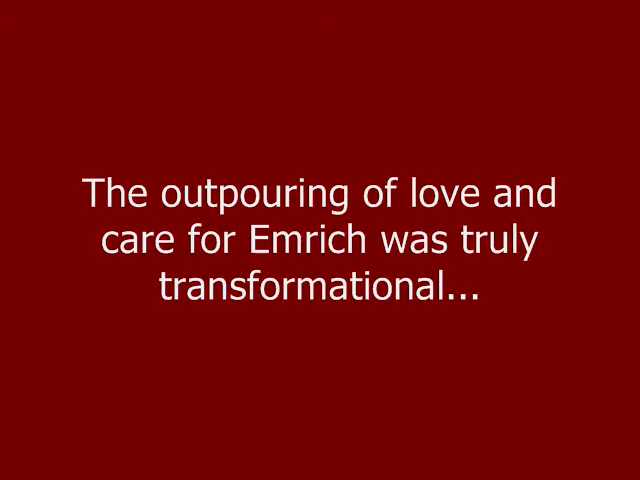 The outpouring of love and
care for Emrich was truly
transformational...